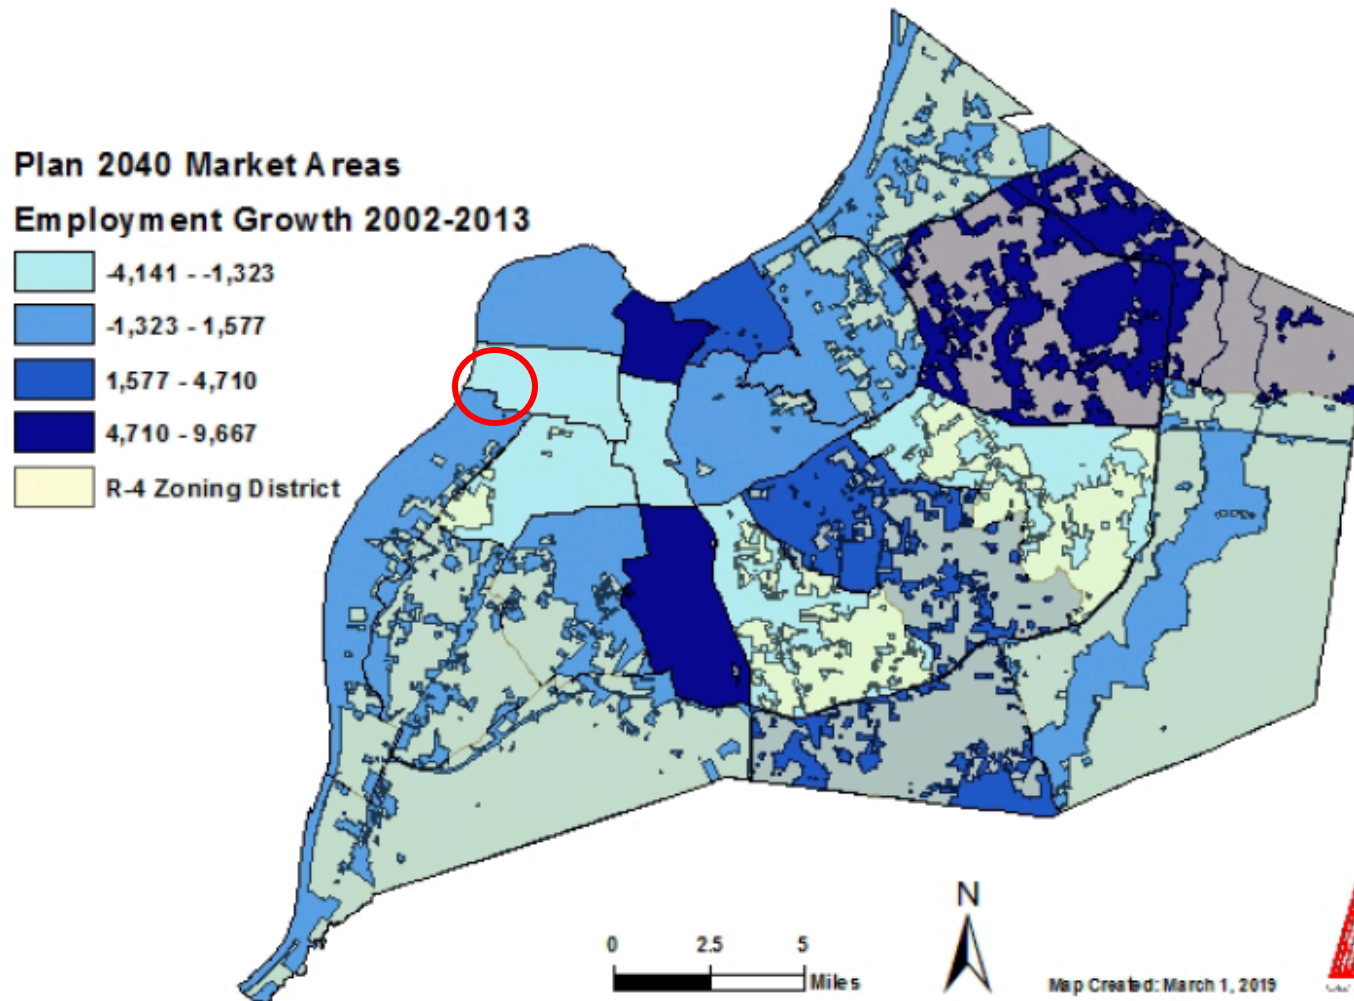 Plan 2040 Market Areas
Employment Growth 2002-2013
-4,141 - -1,323
-1,323 - 1,577
1,577 - 4,710
4,710 - 9,667
R-4 Zoning District
N
0 2.5 5
Miles
Map Created: March 1, 2019